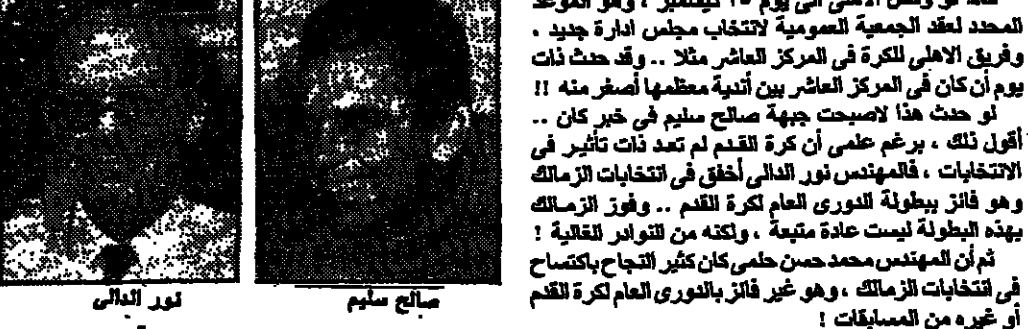 المحدد لعقد الجمعية العمومية لانتخاب مجلس ادارة جديد ،
وفريق الاهلى للكرة فى المركز العاشر مثلا .. وقد حدث ذات
يوم أن كان فى المركز العاشر بين أندية معظمها أصغر منه !!
لو حدث هذا لاصبحت جبهة صالح سليم فى خبر كان ..
أقول ذلك ، برغم علمى أن كرة القدم لم تعد ذات تأثير فى
الانتخابات ، فالمهندس نور الدالى أخفق فى انتخابات الزمالك
وهو فائز ببطولة الدورى العام لكرة القدم .. وفوز الزمالك
بهذه البطولة ليست عادة متبعة ، ولكنه من النوادر الغالية !
ثم أن المهندس محمد حسن حلمى كان كثير النجاح باكتساح
فى انتخابات الزمالك ، وهو غير فائز بالدورى العام لكرة القدم
أو غيره من المسابقات !
صالح سليم
نور الدالى